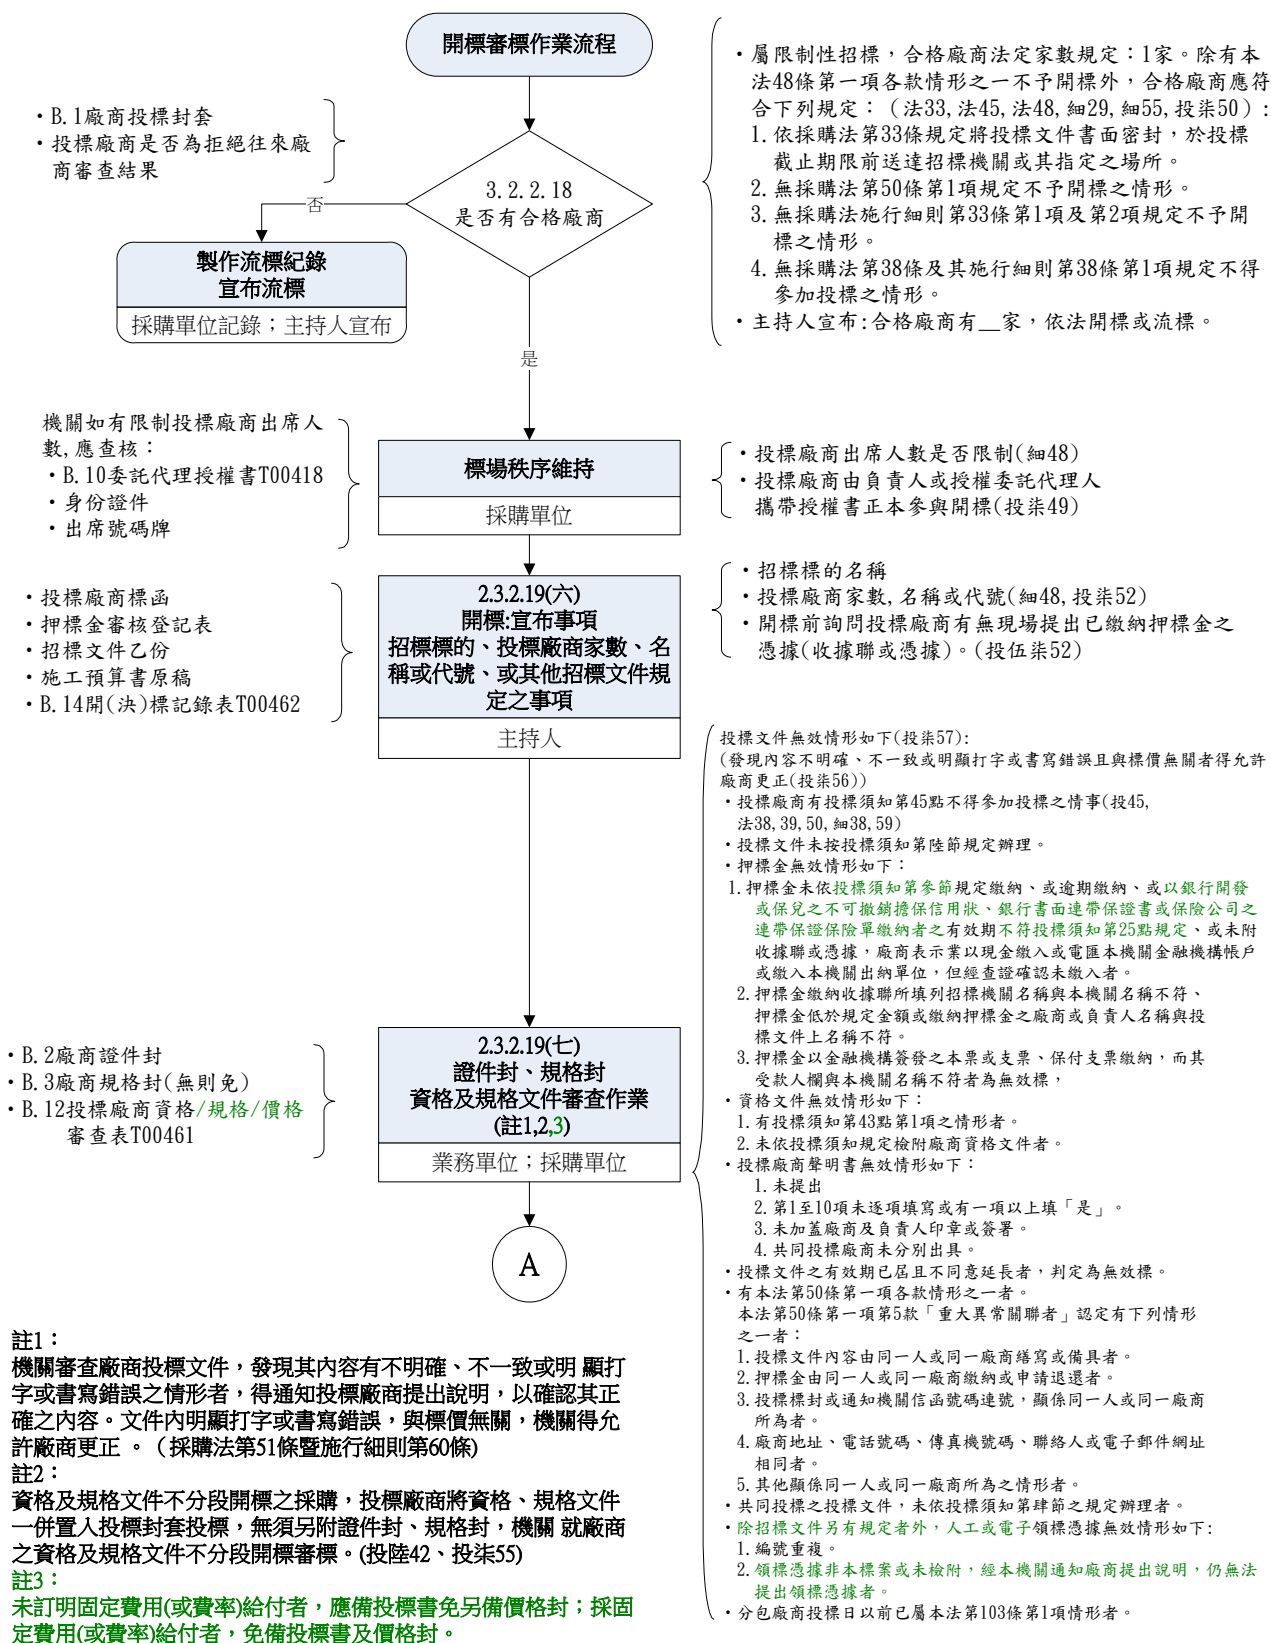 開標審標作業流程
・B.1廠商投標封套
・投標廠商是否為拒絕往來廠
商審查結果
3.2.2.18
是否有合格廠商
否
製作流標紀錄
宣布流標
採購單位記錄；主持人宣布
是
・屬限制性招標，合格廠商法定家數規定：1家。除有本
法48條第一項各款情形之一不予開標外，合格廠商應符
合下列規定：（法33,法45,法48,細29,細55,投柒50）:
1.依採購法第33條規定將投標文件書面密封，於投標
截止期限前送達招標機關或其指定之場所。
2.無採購法第50條第1項規定不予開標之情形。
3.無採購法施行細則第33條第1項及第2項規定不予開
標之情形。
4.無採購法第38條及其施行細則第38條第1項規定不得
參加投標之情形。
・主持人宣布:合格廠商有__家，依法開標或流標。
機關如有限制投標廠商出席人
數,應查核：
・B.10委託代理授權書T00418
・身份證件
・出席號碼牌
標場秩序維持
採購單位
・投標廠商出席人數是否限制(細48)
・投標廠商由負責人或授權委託代理人
攜帶授權書正本參與開標(投柒49)
・投標廠商標函
・押標金審核登記表
・招標文件乙份
・施工預算書原稿
・B.14開(決)標記錄表T00462
2.3.2.19(六)
開標:宣布事項
招標標的、投標廠商家數、名
稱或代號、或其他招標文件規
定之事項
主持人
・招標標的名稱
・投標廠商家數,名稱或代號(細48,投柒52)
・開標前詢問投標廠商有無現場提出已繳納押標金之
憑據(收據聯或憑據)。(投伍柒52)
・B.2廠商證件封
・B.3廠商規格封(無則免)
・B.12投標廠商資格/規格/價格
審查表T00461
2.3.2.19(七)
證件封、規格封
資格及規格文件審查作業
(註1,2,3)
業務單位；採購單位
A
投標文件無效情形如下(投柒57):
(發現內容不明確、不一致或明顯打字或書寫錯誤且與標價無關者得允許
廠商更正(投柒56))
・投標廠商有投標須知第45點不得參加投標之情事(投45,
法38,39,50,細38,59)
・投標文件未按投標須知第陸節規定辦理。
・押標金無效情形如下：
1.押標金未依投標須知第參節規定繳納、或逾期繳納、或以銀行開發
或保兌之不可撤銷擔保信用狀、銀行書面連帶保證書或保險公司之
連帶保證保險單繳納者之有效期不符投標須知第25點規定、或未附
收據聯或憑據，廠商表示業以現金繳入或電匯本機關金融機構帳戶
或繳入本機關出納單位，但經查證確認未繳入者。
2.押標金繳納收據聯所填列招標機關名稱與本機關名稱不符、
押標金低於規定金額或繳納押標金之廠商或負責人名稱與投
標文件上名稱不符。
3.押標金以金融機構簽發之本票或支票、保付支票繳納，而其
受款人欄與本機關名稱不符者為無效標，
・資格文件無效情形如下：
1.有投標須知第43點第1項之情形者。
2.未依投標須知規定檢附廠商資格文件者。
・投標廠商聲明書無效情形如下：
1.未提出
2.第1至10項未逐項填寫或有一項以上填「是」。
3.未加蓋廠商及負責人印章或簽署。
4.共同投標廠商未分別出具。
・投標文件之有效期已屆且不同意延長者，判定為無效標。
・有本法第50條第一項各款情形之一者。
本法第50條第一項第5款「重大異常關聯者」認定有下列情形
之一者：
1.投標文件內容由同一人或同一廠商繕寫或備具者。
2.押標金由同一人或同一廠商繳納或申請退還者。
3.投標標封或通知機關信函號碼連號，顯係同一人或同一廠商
所為者。
4.廠商地址、電話號碼、傳真機號碼、聯絡人或電子郵件網址
相同者。
5.其他顯係同一人或同一廠商所為之情形者。
・共同投標之投標文件，未依投標須知第肆節之規定辦理者。
・除招標文件另有規定者外，人工或電子領標憑據無效情形如下:
1.編號重複。
2.領標憑據非本標案或未檢附，經本機關通知廠商提出說明，仍無法
提出領標憑據者。
・分包廠商投標日以前已屬本法第103條第1項情形者。
註1：
機關審查廠商投標文件，發現其內容有不明確、不一致或明 顯打
字或書寫錯誤之情形者，得通知投標廠商提出說明，以確認其正
確之內容。文件內明顯打字或書寫錯誤，與標價無關，機關得允
許廠商更正 。（採購法第51條暨施行細則第60條)
註2：
資格及規格文件不分段開標之採購，投標廠商將資格、規格文件
一併置入投標封套投標，無須另附證件封、規格封，機關 就廠商
之資格及規格文件不分段開標審標。(投陸42、投柒55)
註3：
未訂明固定費用(或費率)給付者，應備投標書免另備價格封；採固
定費用(或費率)給付者，免備投標書及價格封。